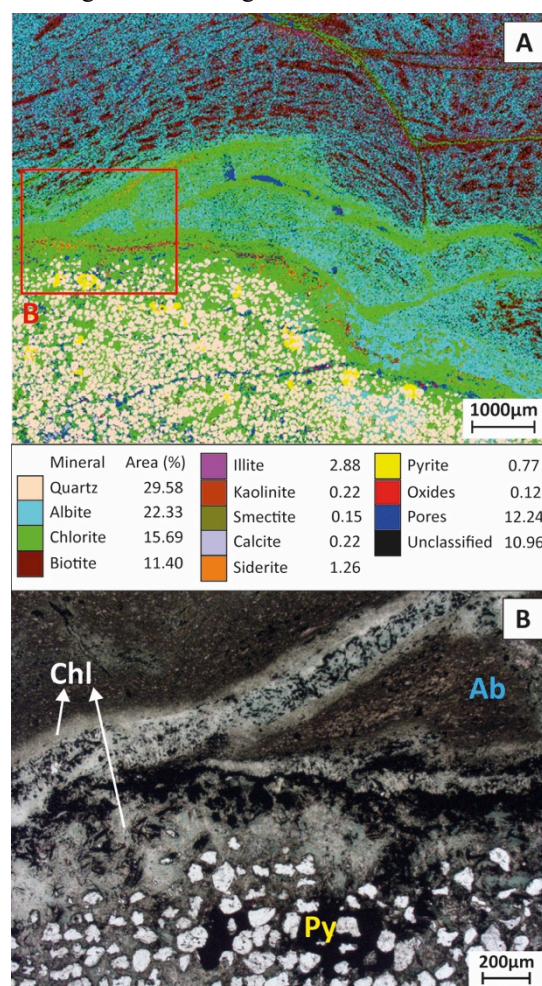 A
B
1000µm
Mineral Area (%)
Quartz 29.58
Albite 22.33
Chlorite 15.69
Biotite 11.40
Illite 2.88
Kaolinite 0.22
Smectite 0.15
Calcite 0.22
Siderite 1.26
Pyrite 0.77
Oxides 0.12
Pores 12.24
Unclassified 10.96
B
Chl
Ab
Py
200µm